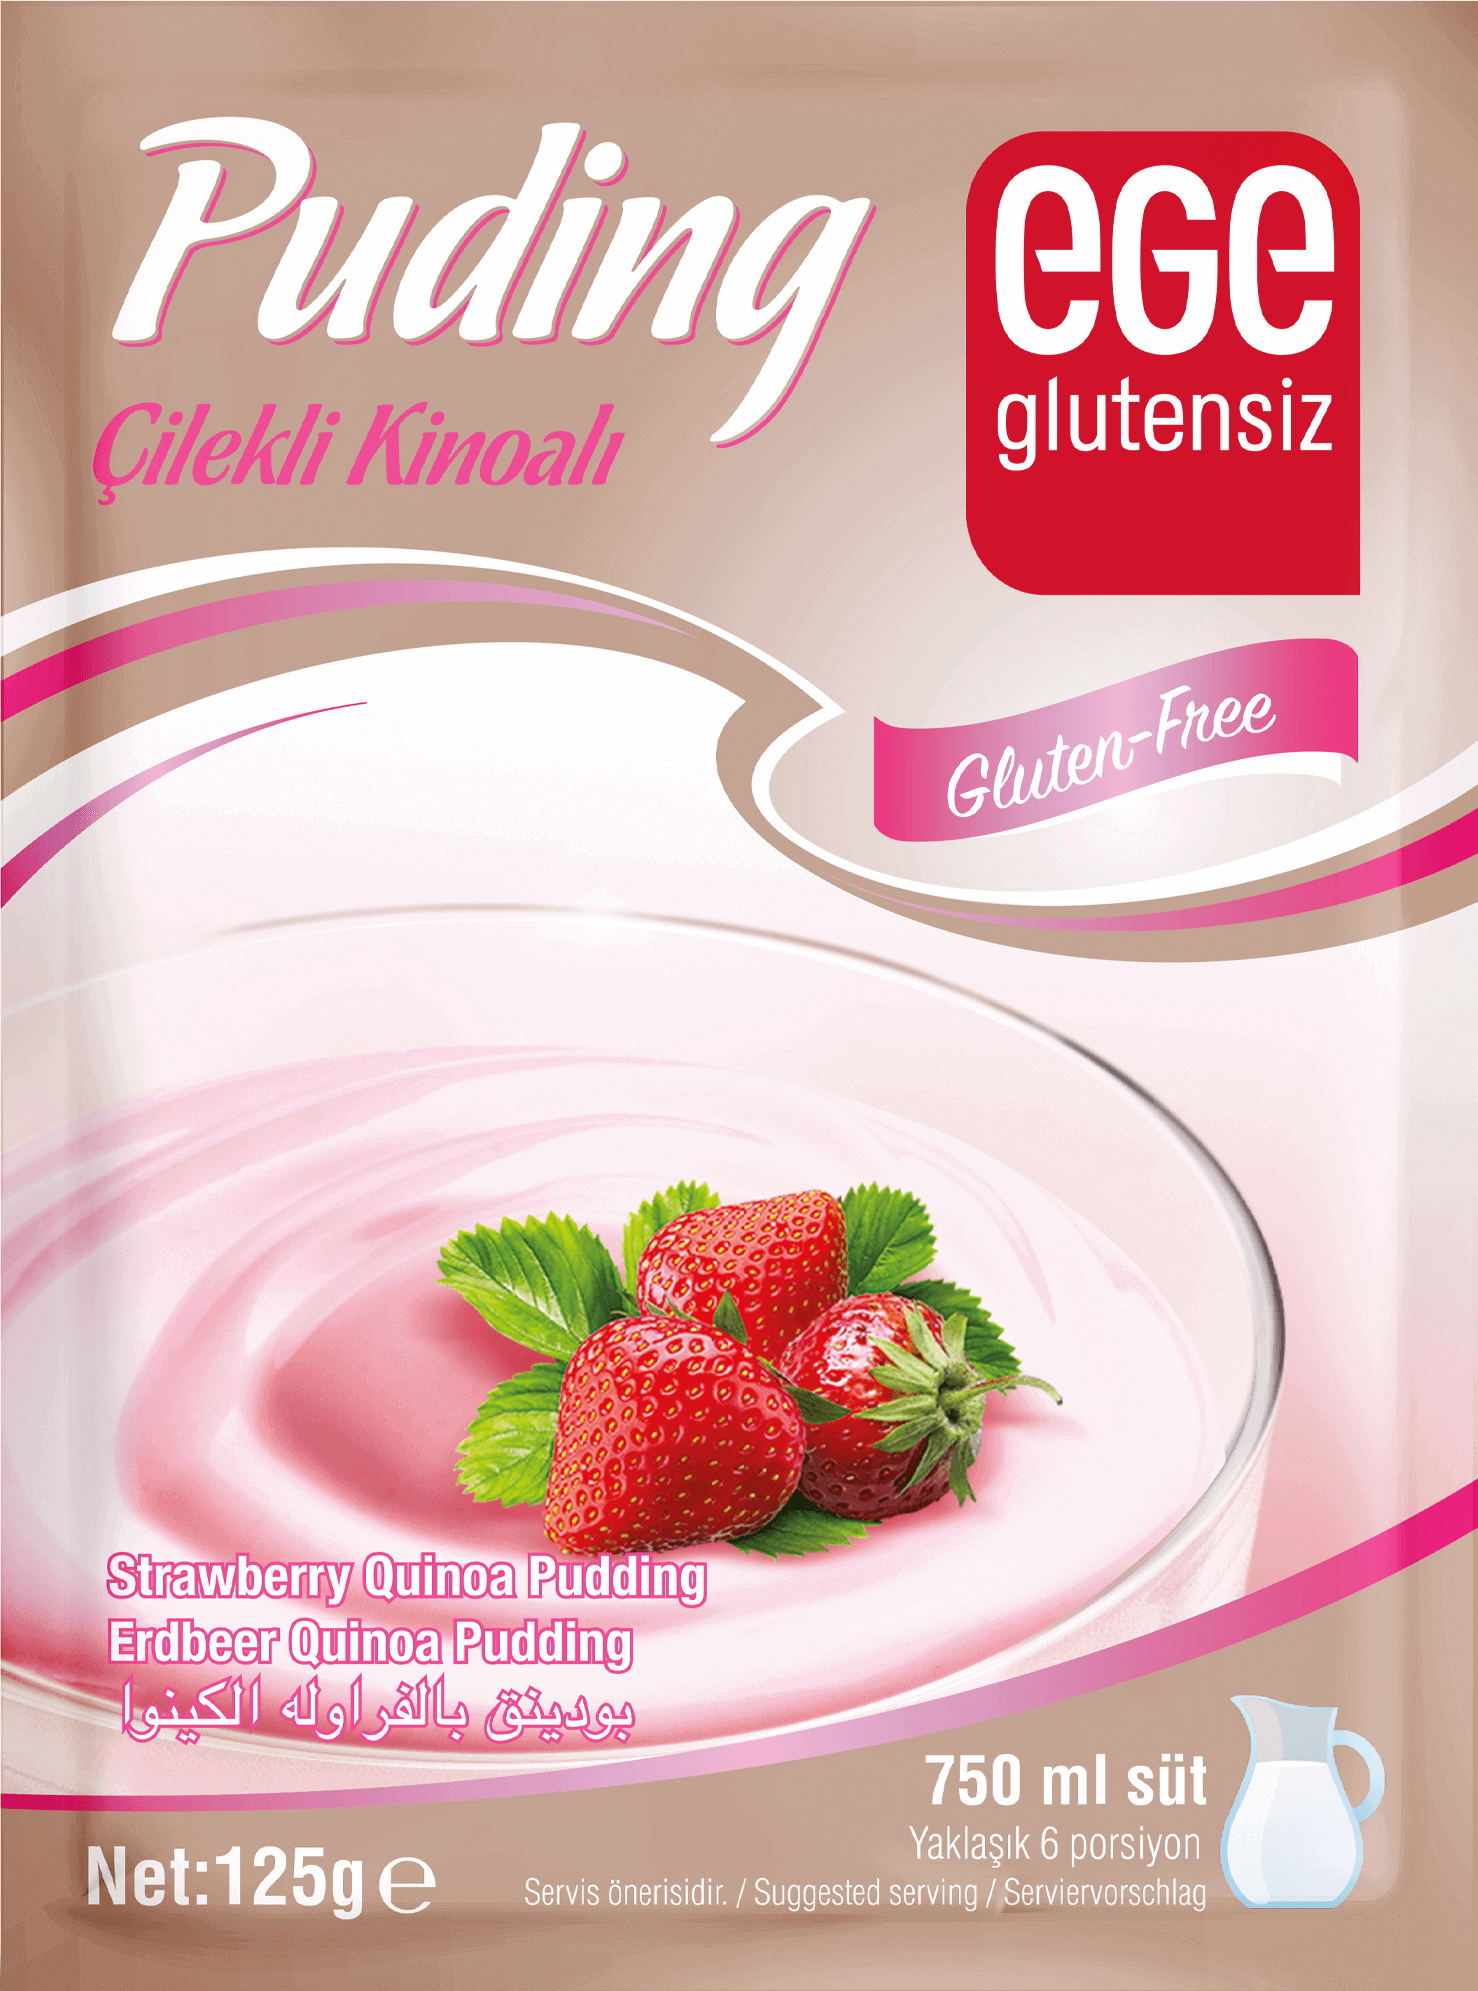 Puding
Çilekli Kinoalı
eGe
glutensiz
Gluten-Free
Strawberry Quinoa Pudding
Erdbeer Quinoa Pudding
بودينق بالفراوله الكينوا
750 ml süt
Yaklaşık 6 porsiyon
Net:125g e
Servis önerisidir. / Suggested serving / Serviervorschlag